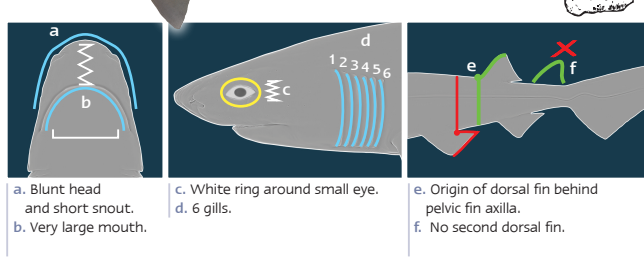 a
b
d
1 2 3 4 5 6
c
e
f
a. Blunt head
and short snout.
b. Very large mouth.
c. White ring around small eye.
d. 6 gills.
e. Origin of dorsal fin behind
pelvic fin axilla.
f. No second dorsal fin.